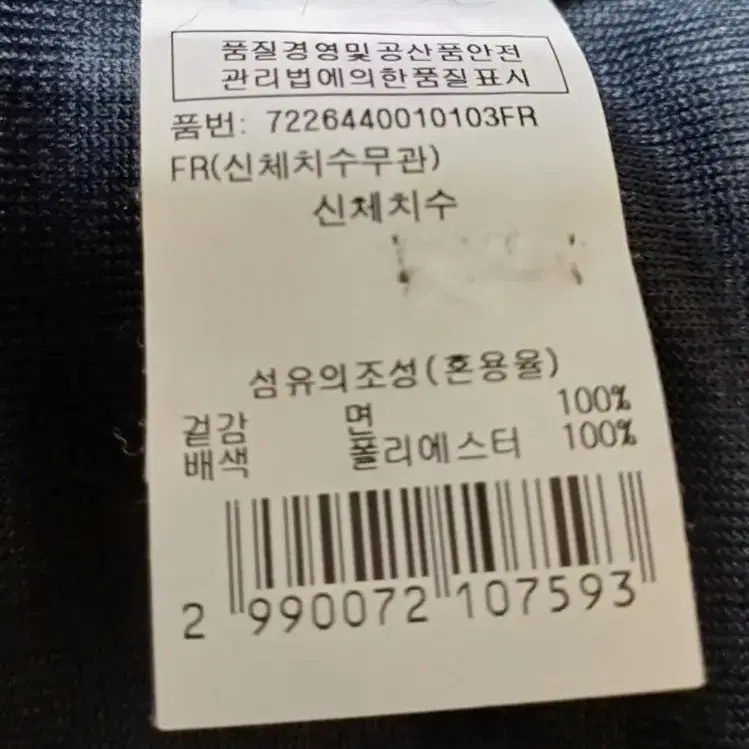 품질경영및공산품안전
관리법에의한품질표시
품번: 7226440010103FR
FR(신체치수무관)
신체치수
섬유의조성(혼용율)
겉감 면 100%
배색 폴리에스터 100%
2 990072 107593